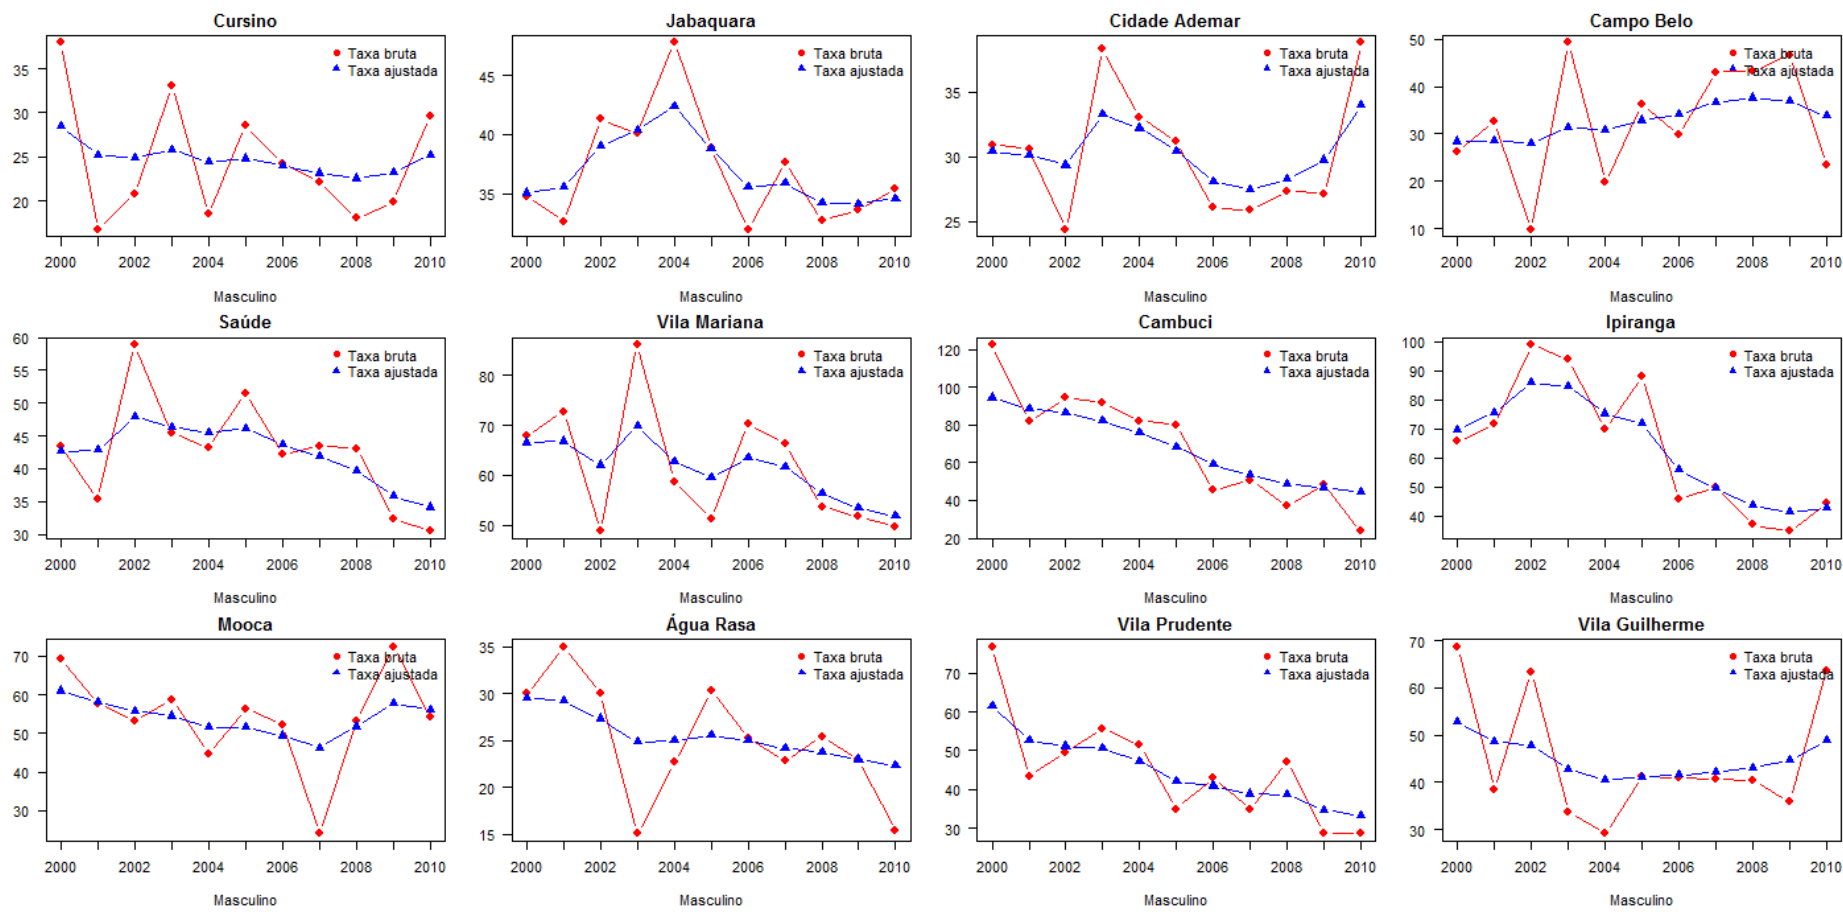 Cursino
Taxa bruta
Taxa ajustada
35
30
25
20
2000 2002 2004 2006 2008 2010
Masculino
Jabaquara
Taxa bruta
Taxa ajustada
45
40
35
2000 2002 2004 2006 2008 2010
Masculino
Cidade Ademar
Taxa bruta
Taxa ajustada
35
30
25
2000 2002 2004 2006 2008 2010
Masculino
Campo Belo
Taxa bruta
Taxa ajustada
50
40
30
20
10
2000 2002 2004 2006 2008 2010
Masculino
Saúde
Taxa bruta
Taxa ajustada
60
55
50
45
40
35
30
2000 2002 2004 2006 2008 2010
Masculino
Vila Mariana
Taxa bruta
Taxa ajustada
80
70
60
50
2000 2002 2004 2006 2008 2010
Masculino
Cambuci
Taxa bruta
Taxa ajustada
120
100
80
60
40
20
2000 2002 2004 2006 2008 2010
Masculino
Ipiranga
Taxa bruta
Taxa ajustada
100
90
80
70
60
50
40
2000 2002 2004 2006 2008 2010
Masculino
Mooca
Taxa bruta
Taxa ajustada
70
60
50
40
30
2000 2002 2004 2006 2008 2010
Masculino
Água Rasa
Taxa bruta
Taxa ajustada
35
30
25
20
15
2000 2002 2004 2006 2008 2010
Masculino
Vila Prudente
Taxa bruta
Taxa ajustada
70
60
50
40
30
2000 2002 2004 2006 2008 2010
Masculino
Vila Guilherme
Taxa bruta
Taxa ajustada
70
60
50
40
30
2000 2002 2004 2006 2008 2010
Masculino